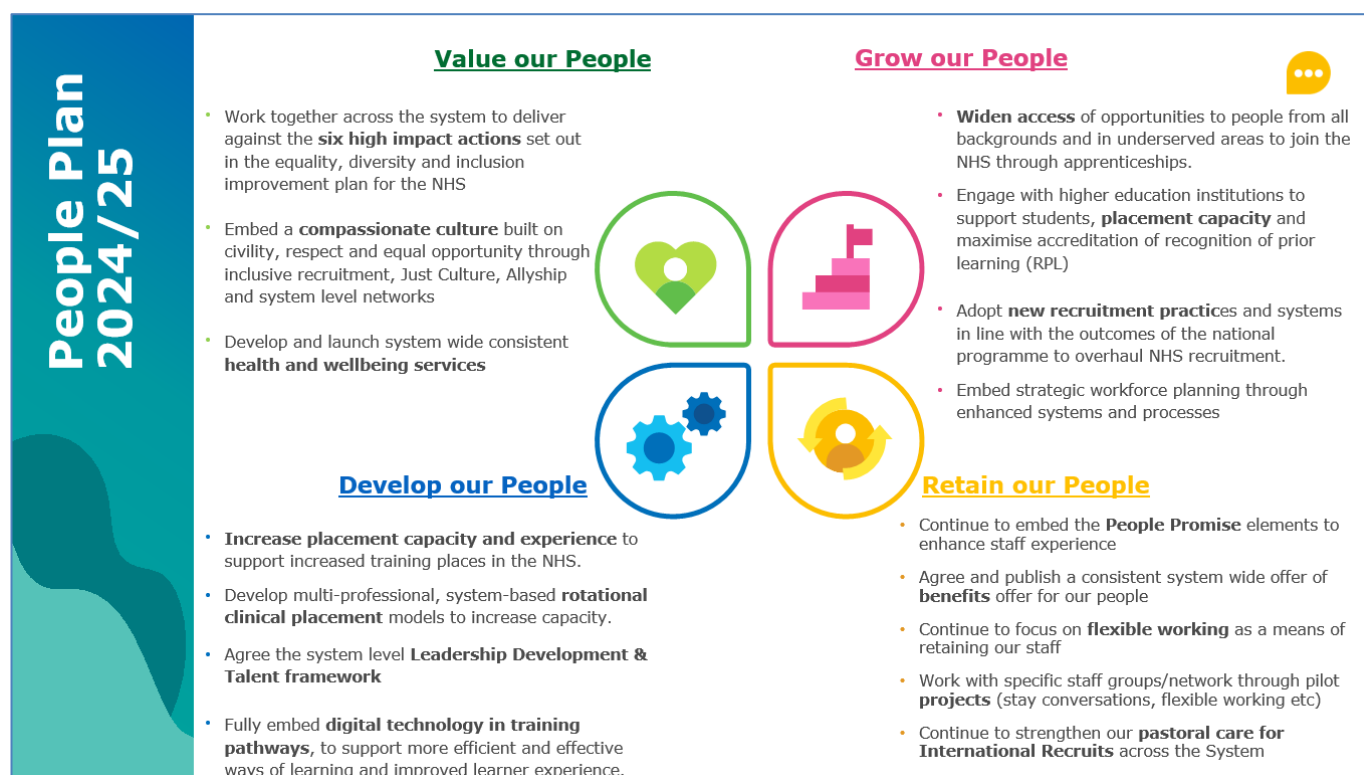 People Plan
2024/25
Value our People
• Work together across the system to deliver
against the six high impact actions set out
in the equality, diversity and inclusion
improvement plan for the NHS
• Embed a compassionate culture built on
civility, respect and equal opportunity through
inclusive recruitment, Just Culture, Allyship
and system level networks
• Develop and launch system wide consistent
health and wellbeing services
Grow our People
• Widen access of opportunities to people from all
backgrounds and in underserved areas to join the
NHS through apprenticeships.
• Engage with higher education institutions to
support students, placement capacity and
maximise accreditation of recognition of prior
learning (RPL)
• Adopt new recruitment practices and systems
in line with the outcomes of the national
programme to overhaul NHS recruitment.
• Embed strategic workforce planning through
enhanced systems and processes
Develop our People
• Increase placement capacity and experience to
support increased training places in the NHS.
• Develop multi-professional, system-based rotational
clinical placement models to increase capacity.
• Agree the system level Leadership Development &
Talent framework
• Fully embed digital technology in training
pathways, to support more efficient and effective
ways of learning and improved learner experience.
Retain our People
• Continue to embed the People Promise elements to
enhance staff experience
• Agree and publish a consistent system wide offer of
benefits offer for our people
• Continue to focus on flexible working as a means of
retaining our staff
• Work with specific staff groups/network through pilot
projects (stay conversations, flexible working etc)
• Continue to strengthen our pastoral care for
International Recruits across the System